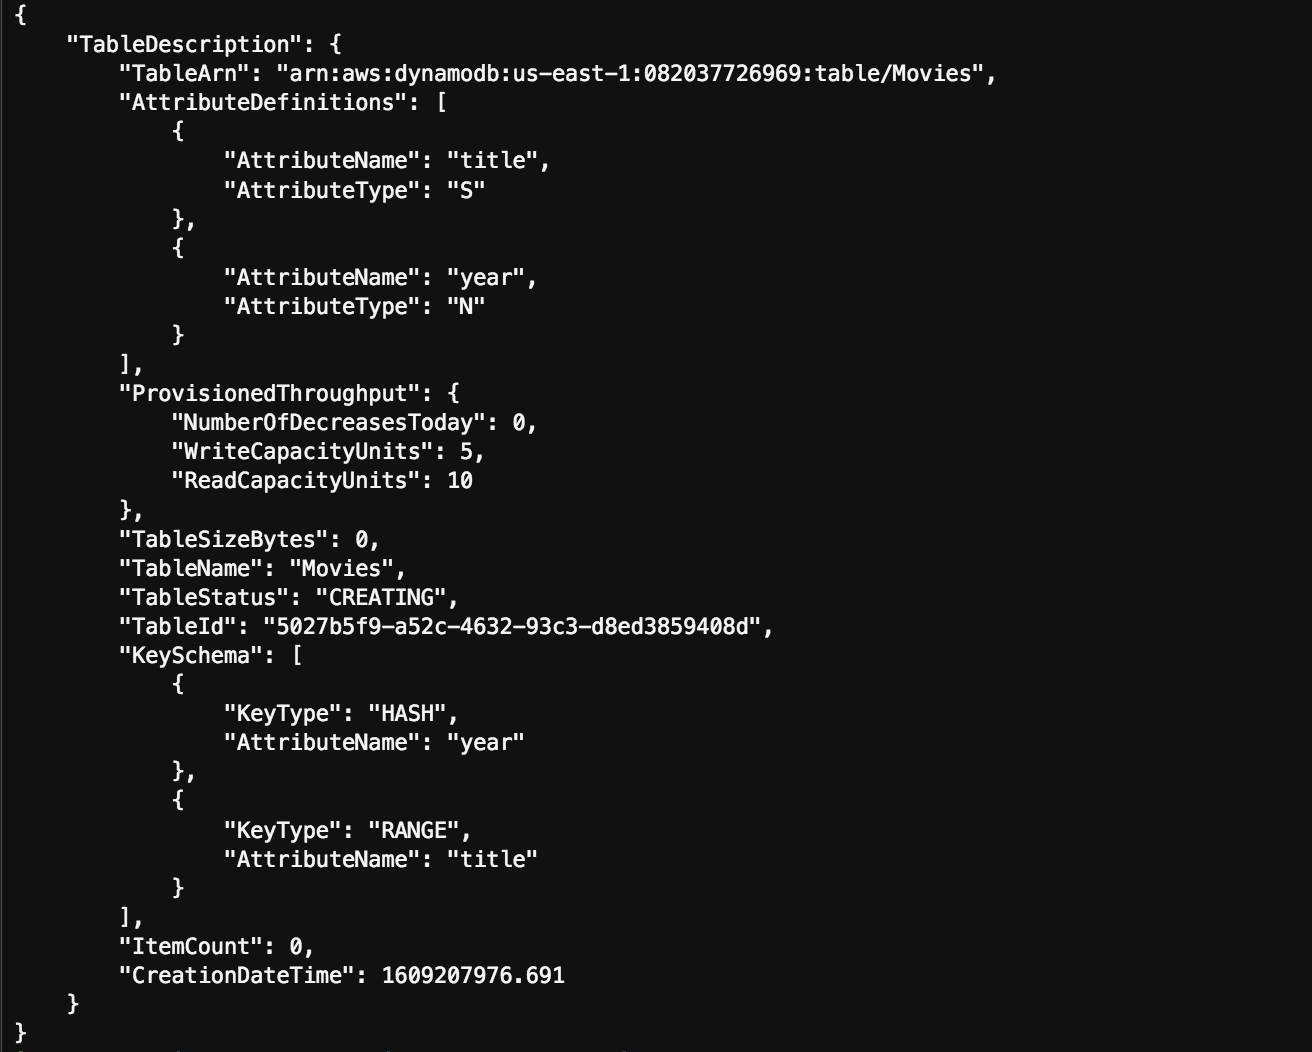 {
    "TableDescription": {
        "TableArn": "arn:aws:dynamodb:us-east-1:082037726969:table/Movies",
        "AttributeDefinitions": [
            {
                "AttributeName": "title",
                "AttributeType": "S"
            },
            {
                "AttributeName": "year",
                "AttributeType": "N"
            }
        ],
        "ProvisionedThroughput": {
            "NumberOfDecreasesToday": 0,
            "WriteCapacityUnits": 5,
            "ReadCapacityUnits": 10
        },
        "TableSizeBytes": 0,
        "TableName": "Movies",
        "TableStatus": "CREATING",
        "TableId": "5027b5f9-a52c-4632-93c3-d8ed3859408d",
        "KeySchema": [
            {
                "KeyType": "HASH",
                "AttributeName": "year"
            },
            {
                "KeyType": "RANGE",
                "AttributeName": "title"
            }
        ],
        "ItemCount": 0,
        "CreationDateTime": 1609207976.691
    }
}